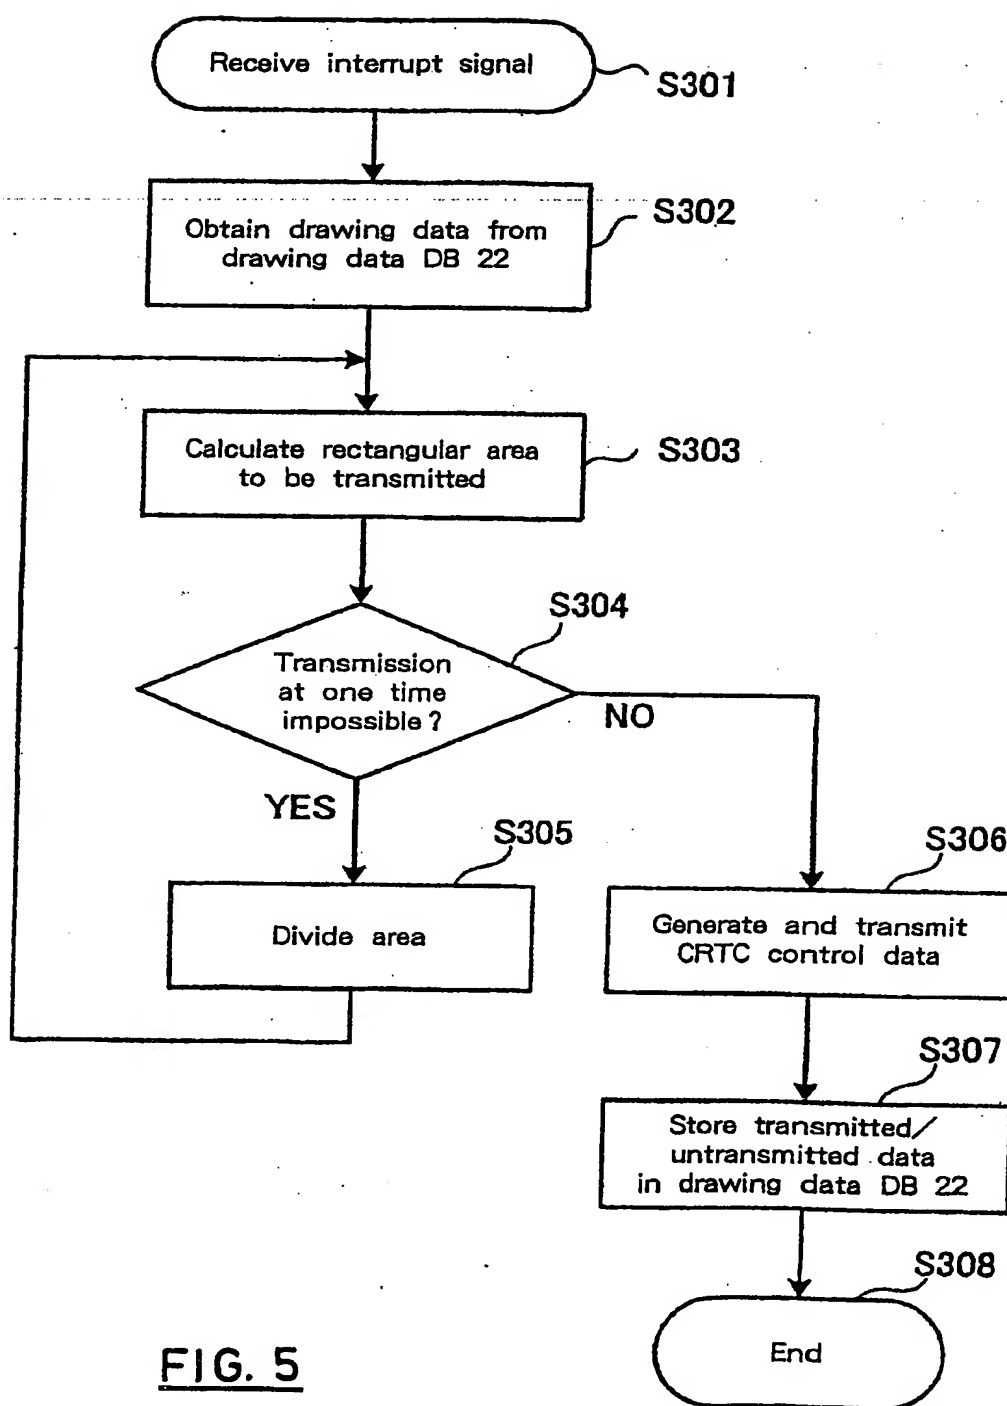 Receive interrupt signal
S301
Obtain drawing data from
drawing data DB 22
S302
Calculate rectangular area
to be transmitted
S303
S304
Transmission
at one time
impossible?
NO
YES
S305
Divide area
S306
Generate and transmit
CRTC control data
S307
Store transmitted/
untransmitted data
in drawing data DB 22
S308
End
FIG. 5